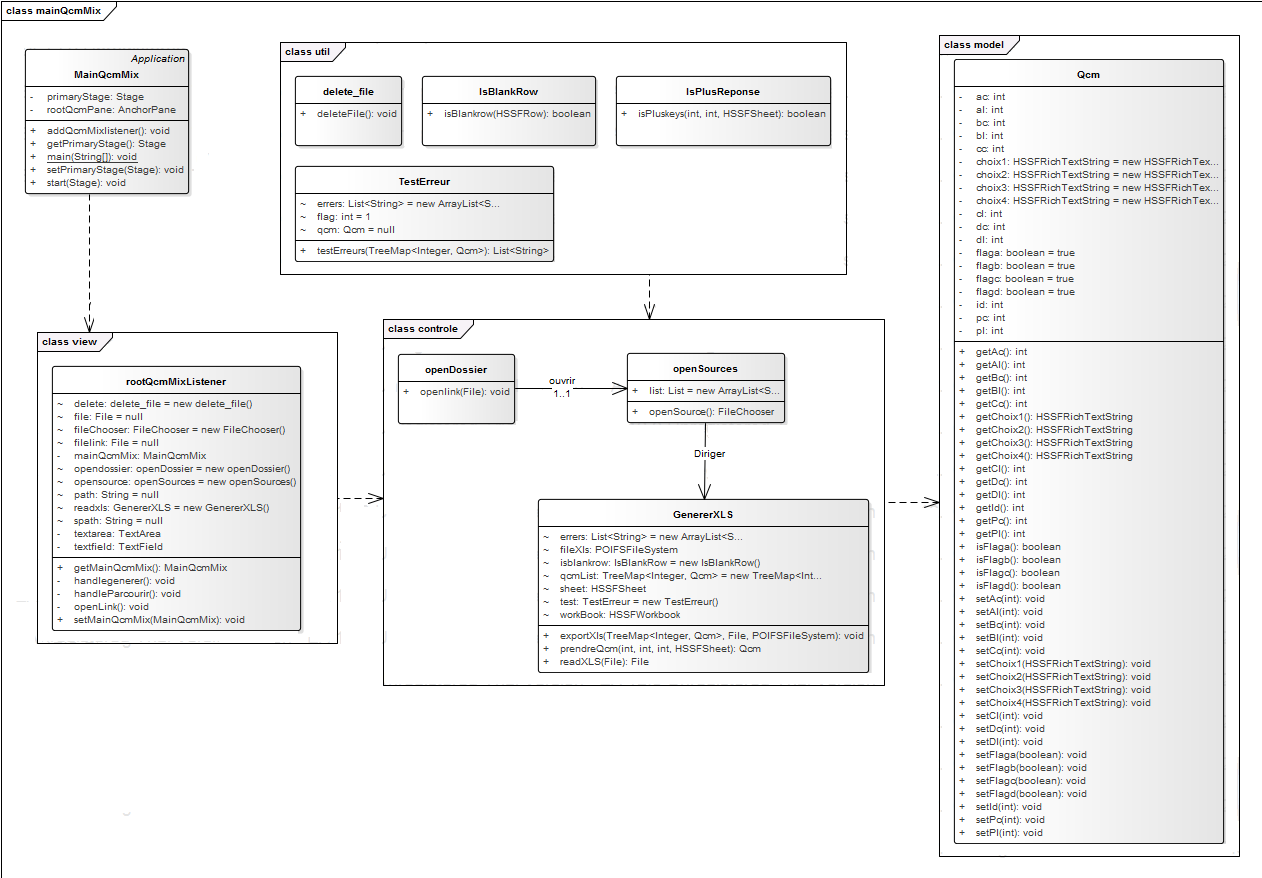 class mainQcmMix
Application
MainQcmMix
- primaryStage: Stage
- rootQcmPane: AnchorPane
+ addQcmMixlistener(): void
+ getPrimaryStage(): Stage
+ main(String[]): void
+ setPrimaryStage(Stage): void
+ start(Stage): void
class util
delete_file
+ deleteFile(): void
IsBlankRow
+ isBlankrow(HSSFRow): boolean
IsPlusReponse
+ isPluskeys(int, int, HSSFSheet): boolean
TestErreur
~ errers: List<String> = new ArrayList<S...
~ flag: int = 1
~ qcm: Qcm = null
+ testErreurs(TreeMap<Integer, Qcm>): List<String>
class view
rootQcmMixListener
~ delete: delete_file = new delete_file()
~ file: File = null
~ fileChooser: FileChooser = new FileChooser()
~ filelink: File = null
- mainQcmMix: MainQcmMix
~ opendossier: openDossier = new openDossier()
~ opensource: openSources = new openSources()
~ path: String = null
~ readxls: GenererXLS = new GenererXLS()
~ spath: String = null
- textarea: TextArea
- textfield: TextField
+ getMainQcmMix(): MainQcmMix
- handlegenerer(): void
- handleParcourir(): void
- openLink(): void
+ setMainQcmMix(MainQcmMix): void
class controle
openDossier
+ openlink(File): void
ouvrir
1..1
openSources
+ list: List = new ArrayList<S...
+ openSource(): FileChooser
Diriger
GenererXLS
~ errers: List<String> = new ArrayList<S...
~ fileXls: POIFSFileSystem
~ isblankrow: IsBlankRow = new IsBlankRow()
~ qcmList: TreeMap<Integer, Qcm> = new TreeMap<Int...
~ sheet: HSSFSheet
~ test: TestErreur = new TestErreur()
~ workBook: HSSFWorkbook
+ exportXls(TreeMap<Integer, Qcm>, File, POIFSFileSystem): void
+ prendreQcm(int, int, int, HSSFSheet): Qcm
+ readXLS(File): File
class model
Qcm
- ac: int
- al: int
- bc: int
- bl: int
- cc: int
- choix1: HSSFRichTextString = new HSSFRichTex...
- choix2: HSSFRichTextString = new HSSFRichTex...
- choix3: HSSFRichTextString = new HSSFRichTex...
- choix4: HSSFRichTextString = new HSSFRichTex...
- cl: int
- dc: int
- dl: int
- flaga: boolean = true
- flagb: boolean = true
- flagc: boolean = true
- flagd: boolean = true
- id: int
- pc: int
- pl: int
+ getAc(): int
+ getAl(): int
+ getBc(): int
+ getBl(): int
+ getCc(): int
+ getChoix1(): HSSFRichTextString
+ getChoix2(): HSSFRichTextString
+ getChoix3(): HSSFRichTextString
+ getChoix4(): HSSFRichTextString
+ getCl(): int
+ getDc(): int
+ getDl(): int
+ getId(): int
+ getPc(): int
+ getPl(): int
+ isFlaga(): boolean
+ isFlagb(): boolean
+ isFlagc(): boolean
+ isFlagd(): boolean
+ setAc(int): void
+ setAl(int): void
+ setBc(int): void
+ setBl(int): void
+ setCc(int): void
+ setChoix1(HSSFRichTextString): void
+ setChoix2(HSSFRichTextString): void
+ setChoix3(HSSFRichTextString): void
+ setChoix4(HSSFRichTextString): void
+ setCl(int): void
+ setDc(int): void
+ setDl(int): void
+ setFlaga(boolean): void
+ setFlagb(boolean): void
+ setFlagc(boolean): void
+ setFlagd(boolean): void
+ setId(int): void
+ setPc(int): void
+ setPl(int): void